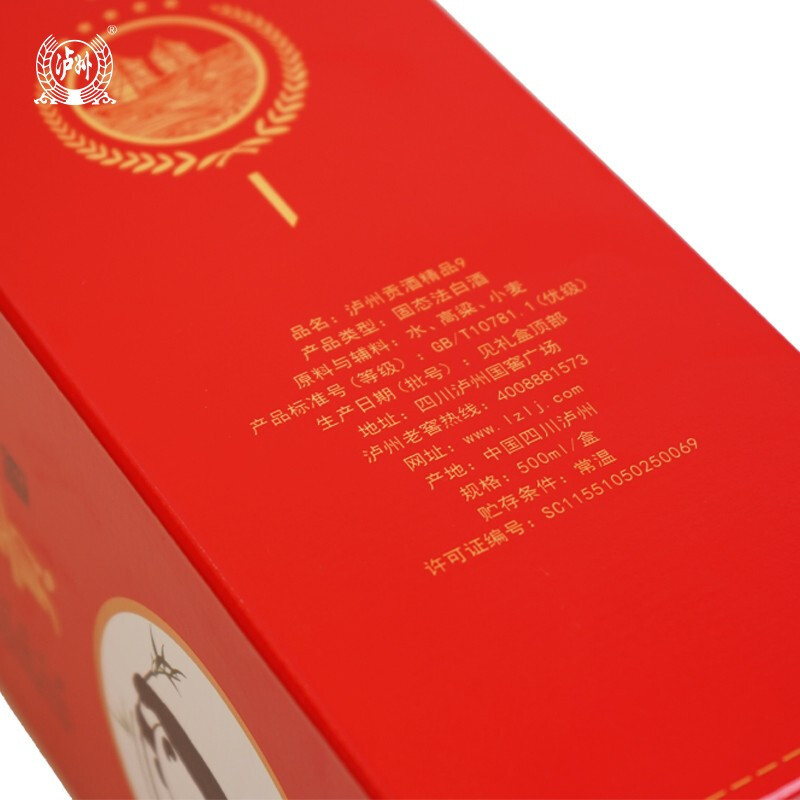 泸州
®
品名：泸州贡酒精品9
产品类型：固态法白酒
原料与辅料：水、高粱、小麦
产品标准号(等级)：GB/T10781.1(优级)
生产日期(批号)：见礼盒顶部
地址：四川泸州国窖广场
泸州老窖热线：4008881573
网址：www.lzlj.com
产地：中国四川泸州
规格：500ml/盒
贮存条件：常温
许可证编号：SC11551050250069